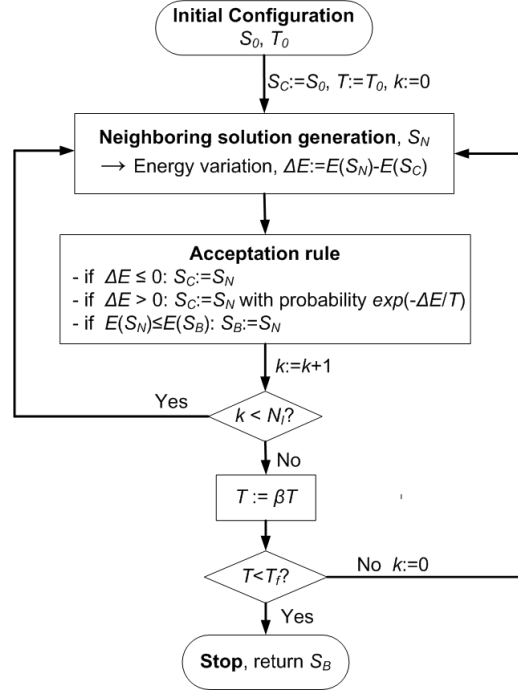 Initial Configuration
S0, T0
SC:=S0, T:=T0, k:=0
Neighboring solution generation, SN
→ Energy variation, ΔE:=E(SN)-E(SC)
Acceptation rule
- if ΔE ≤ 0: SC:=SN
- if ΔE > 0: SC:=SN with probability exp(-ΔE/T)
- if E(SN)≤E(SB): SB:=SN
k:=k+1
Yes
k < Nl?
No
T := βT
T<Tf?
No k:=0
Yes
Stop, return SB